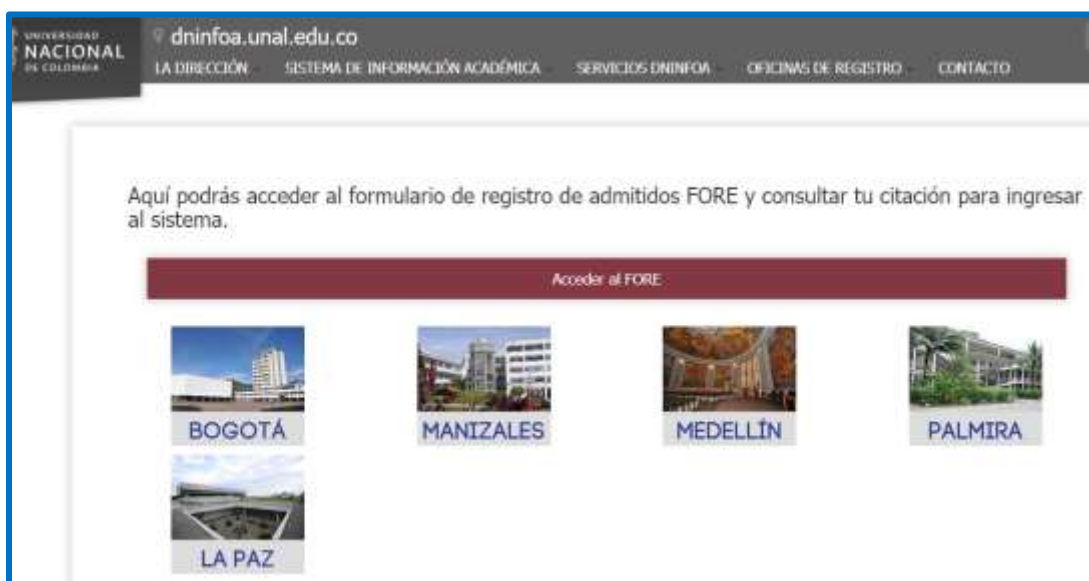 UNIVERSIDAD
NACIONAL
DE COLOMBIA
dninfoa.unal.edu.co
LA DIRECCIÓN SISTEMA DE INFORMACIÓN ACADÉMICA SERVICIOS DNINFOA OFICINAS DE REGISTRO CONTACTO
Aquí podrás acceder al formulario de registro de admitidos FORE y consultar tu citación para ingresar
al sistema.
Acceder al FORE
BOGOTÁ MANIZALES MEDELLÍN PALMIRA
LA PAZ